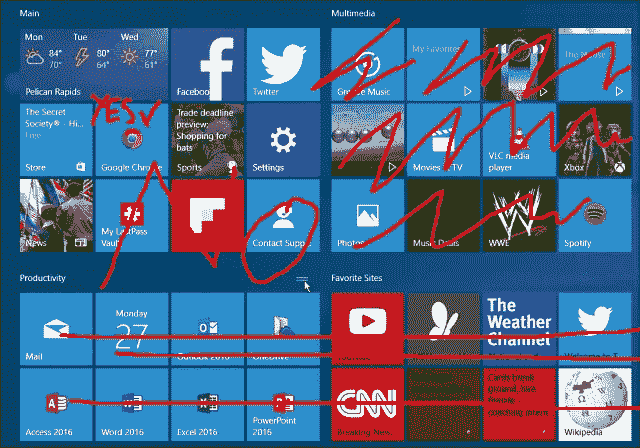 Main
Multimedia
Mon Tue Wed
84° 80° 77°
70° 64° 61°
Pelican Rapids
Facebook
Twitter
Groove Music
My Favorites
The Secret
Society® - Hi...
Free
Store
YES
Google Chrome
Trade deadline
preview:
Shopping for
bats
Sports
Settings
Movies & TV
VLC media
player
Xbox
News
My LastPass
Vault
Contact Support
Photos
Music Deals
WWE
Spotify
Productivity
Favorite Sites
Mail
Monday
27
Outlook 2016
OneDrive
YouTube
The
Weather
Channel
Welcome to T...
Access 2016
Word 2016
Excel 2016
PowerPoint
2016
CNN
Breaking News,
Wikipedia